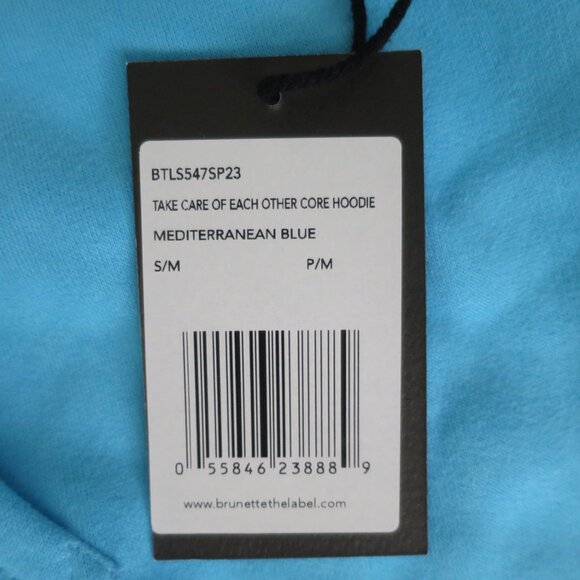 BTLS547SP23
TAKE CARE OF EACH OTHER CORE HOODIE
MEDITERRANEAN BLUE
S/M P/M
0 55846 23888 9
www.brunettethelabel.com